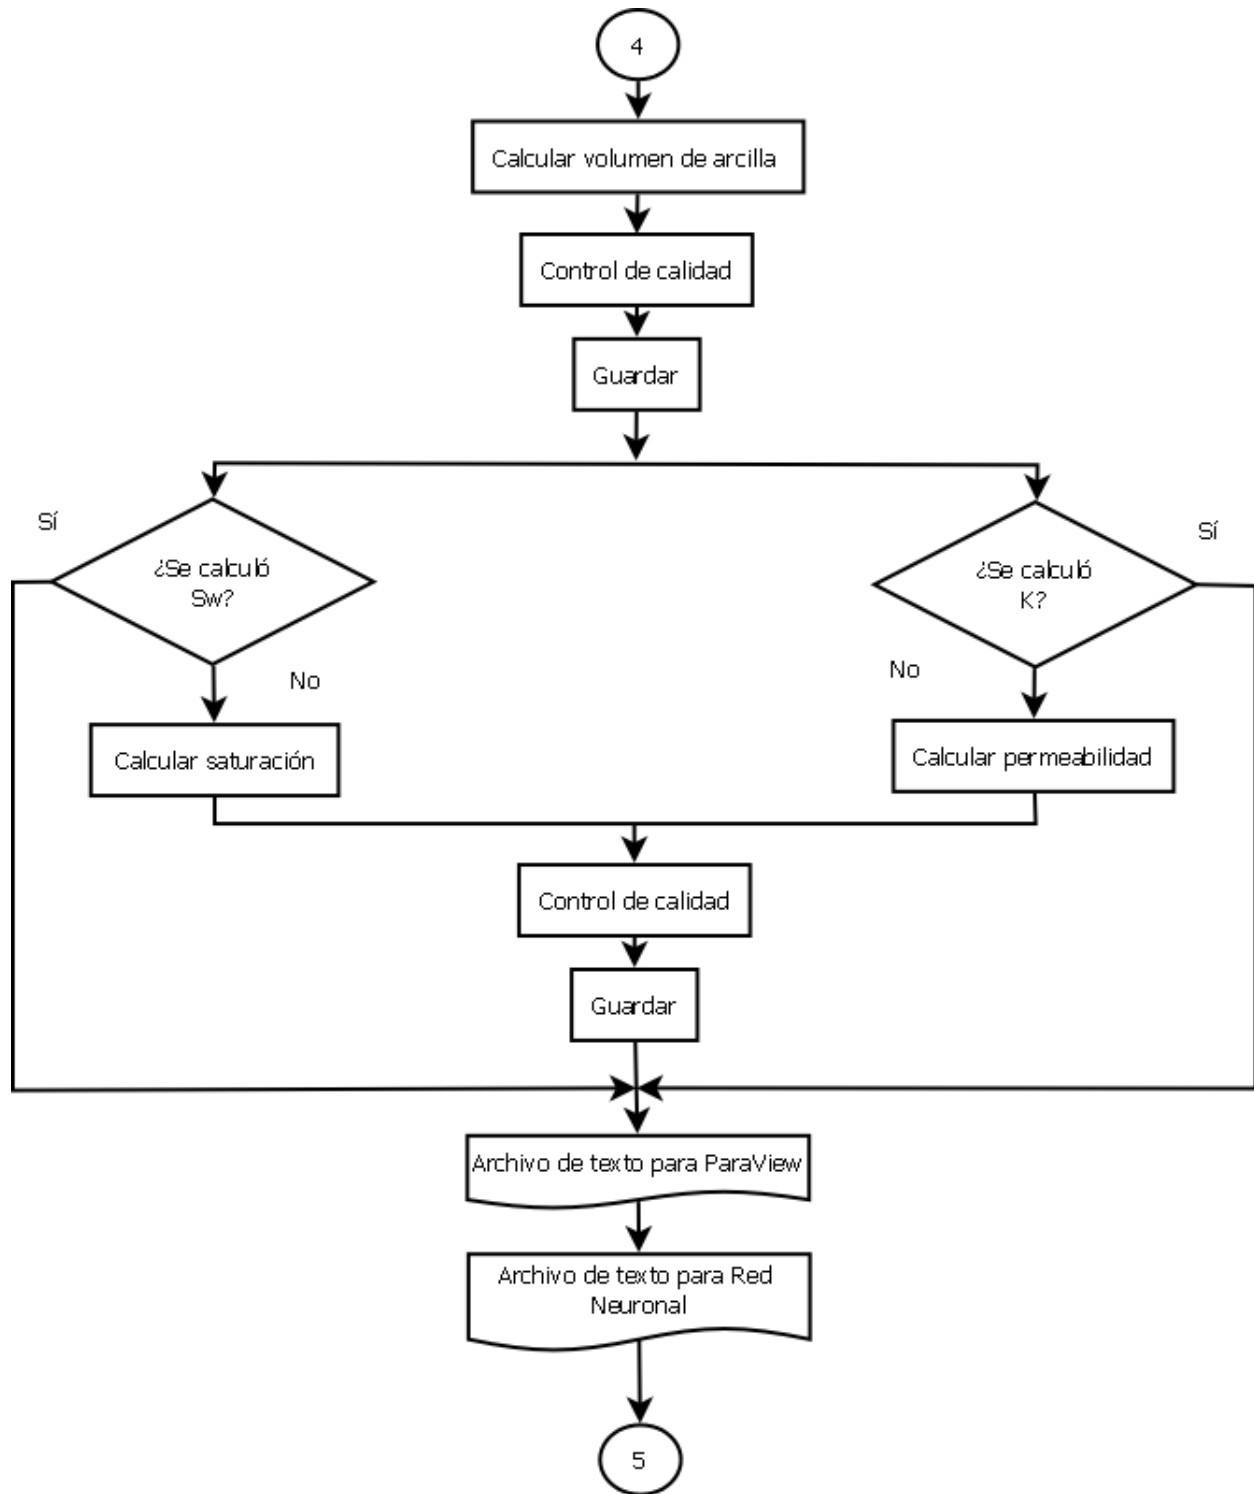 4
Calcular volumen de arcilla
Control de calidad
Guardar
Sí
¿Se calculó
Sw?
No
Calcular saturación
Sí
¿Se calculó
K?
No
Calcular permeabilidad
Control de calidad
Guardar
Archivo de texto para ParaView
Archivo de texto para Red
Neuronal
5